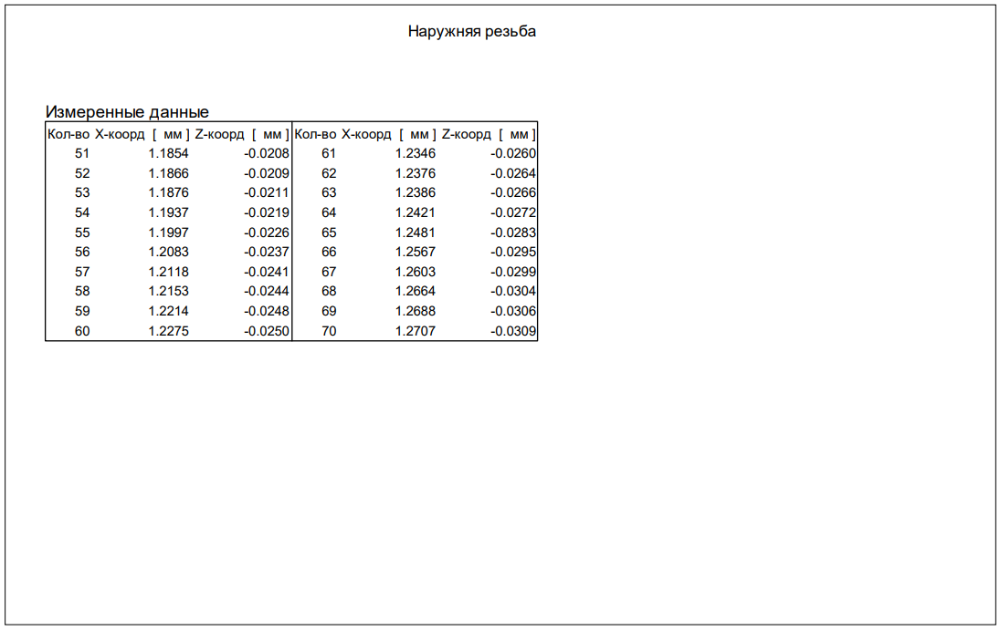 Наружняя резьба
Измеренные данные
Кол-во X-коорд [ мм ] Z-коорд [ мм ] Кол-во X-коорд [ мм ] Z-коорд [ мм ]
51 1.1854 -0.0208 61 1.2346 -0.0260
52 1.1866 -0.0209 62 1.2376 -0.0264
53 1.1876 -0.0211 63 1.2386 -0.0266
54 1.1937 -0.0219 64 1.2421 -0.0272
55 1.1997 -0.0226 65 1.2481 -0.0283
56 1.2083 -0.0237 66 1.2567 -0.0295
57 1.2118 -0.0241 67 1.2603 -0.0299
58 1.2153 -0.0244 68 1.2664 -0.0304
59 1.2214 -0.0248 69 1.2688 -0.0306
60 1.2275 -0.0250 70 1.2707 -0.0309